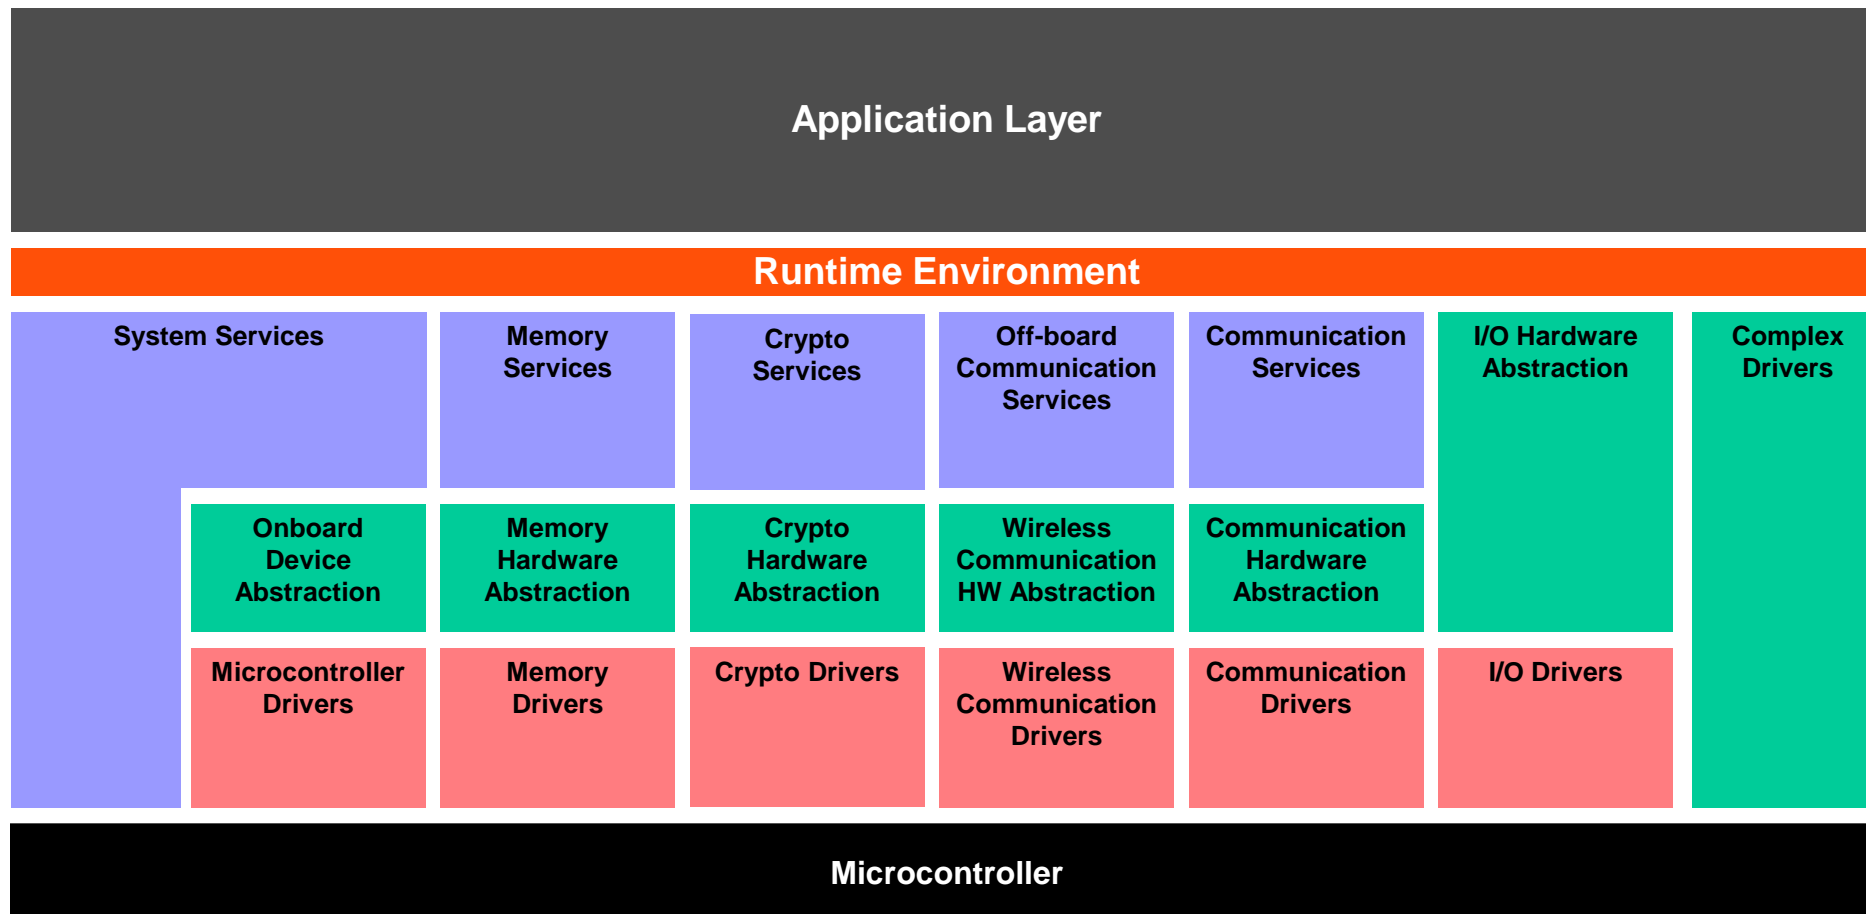 Application Layer
Runtime Environment
System Services
Memory
Services
Crypto
Services
Off-board
Communication
Services
Communication
Services
I/O Hardware
Abstraction
Complex
Drivers
Onboard
Device
Abstraction
Memory
Hardware
Abstraction
Crypto
Hardware
Abstraction
Wireless
Communication
HW Abstraction
Communication
Hardware
Abstraction
Microcontroller
Drivers
Memory
Drivers
Crypto Drivers
Wireless
Communication
Drivers
Communication
Drivers
I/O Drivers
Microcontroller